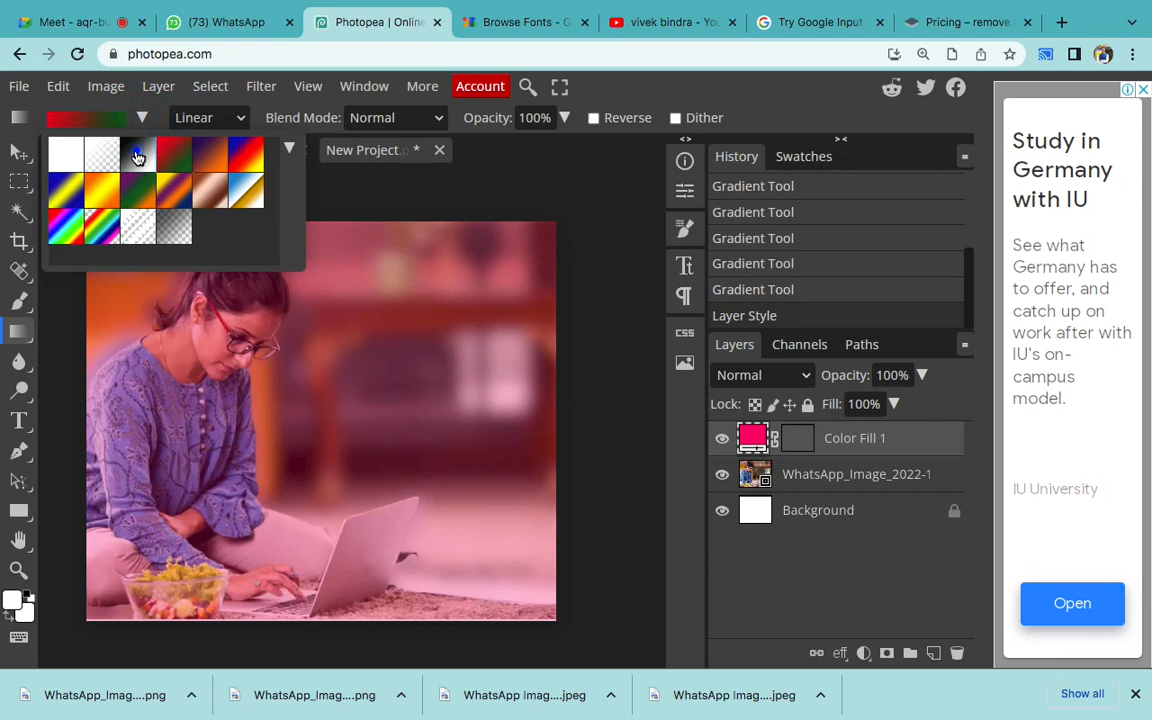 Meet - aqr-bu
(73) WhatsApp
Photopea | Online
Browse Fonts - G
vivek bindra - You
Try Google Input
Pricing – remove.b
photopea.com
File Edit Image Layer Select Filter View Window More Account
Linear Blend Mode: Normal Opacity: 100% Reverse Dither
New Project.p *
> <
< >
History Swatches
Gradient Tool
Gradient Tool
Gradient Tool
Gradient Tool
Gradient Tool
Layer Style
CSS
Layers Channels Paths
Normal Opacity: 100%
Lock: Fill: 100%
Color Fill 1
WhatsApp_Image_2022-1
Background
eff
Study in
Germany
with IU
See what
Germany has
to offer, and
catch up on
work after with
IU's on-
campus
model.
IU University
Open
WhatsApp_Imag....png
WhatsApp_Imag....png
WhatsApp Imag....jpeg
WhatsApp Imag....jpeg
Show all